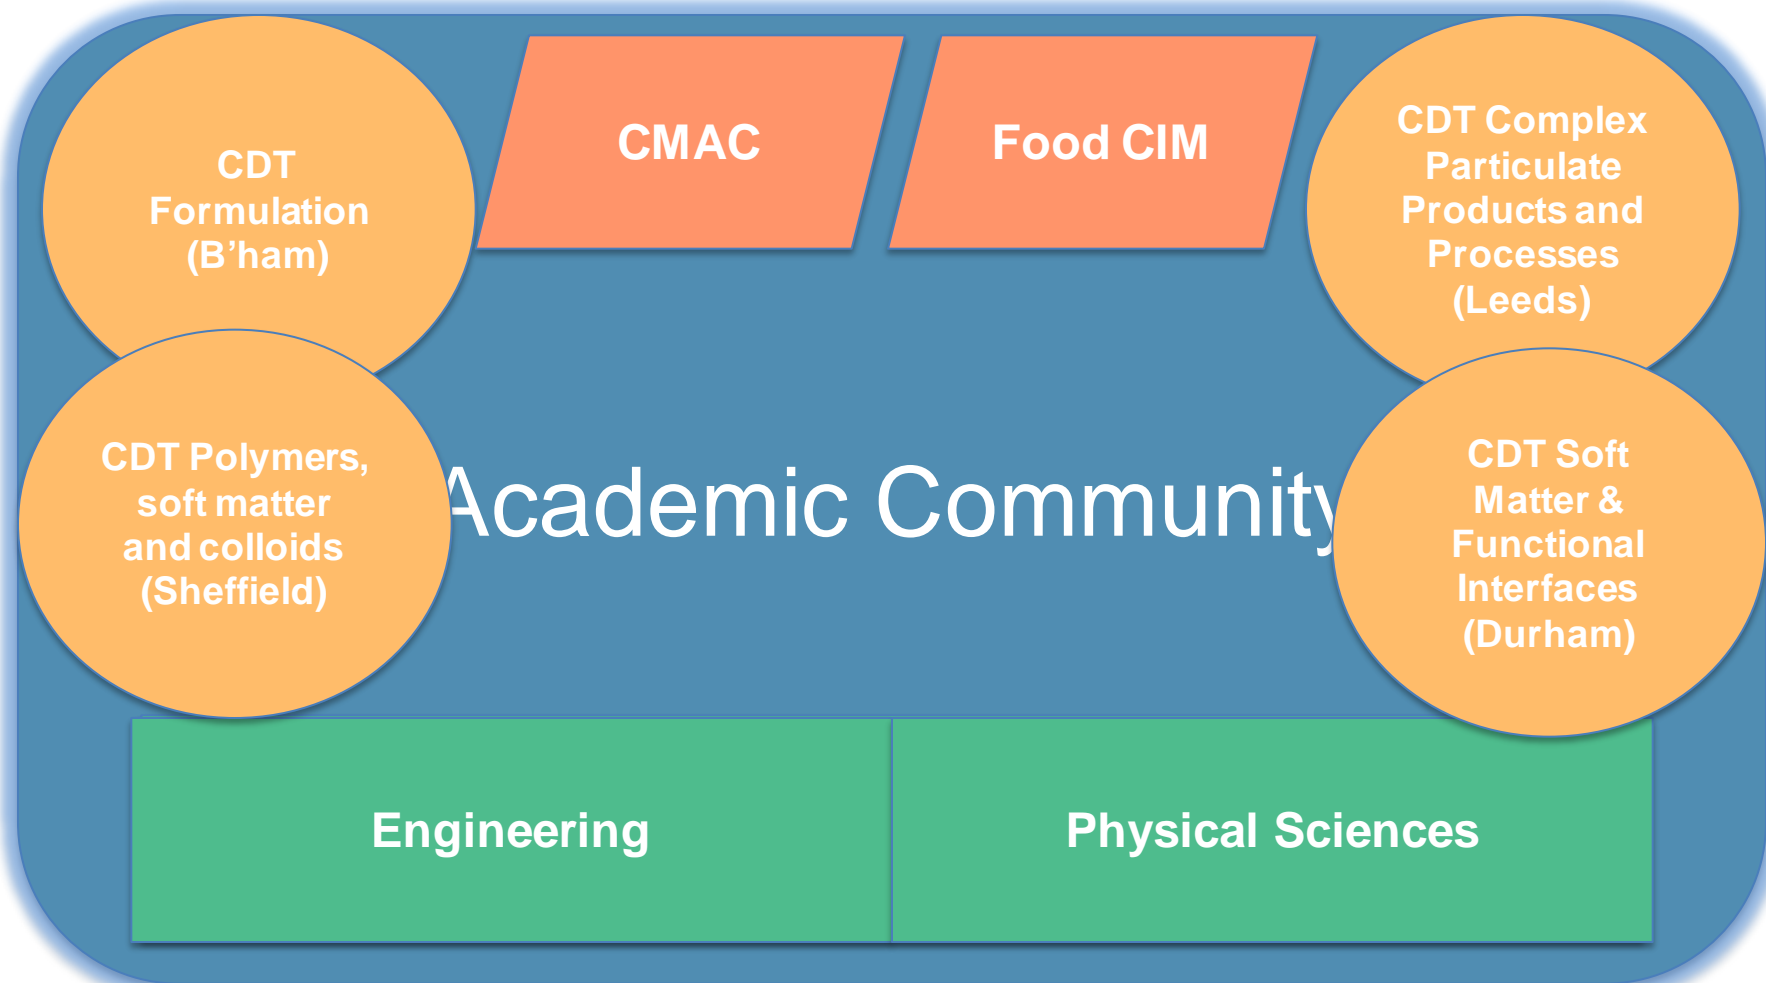 CDT
Formulation
(B’ham)
CMAC
Food CIM
CDT Complex
Particulate
Products and
Processes
(Leeds)
CDT Polymers,
soft matter
and colloids
(Sheffield)
Academic Community
CDT Soft
Matter &
Functional
Interfaces
(Durham)
Engineering
Physical Sciences